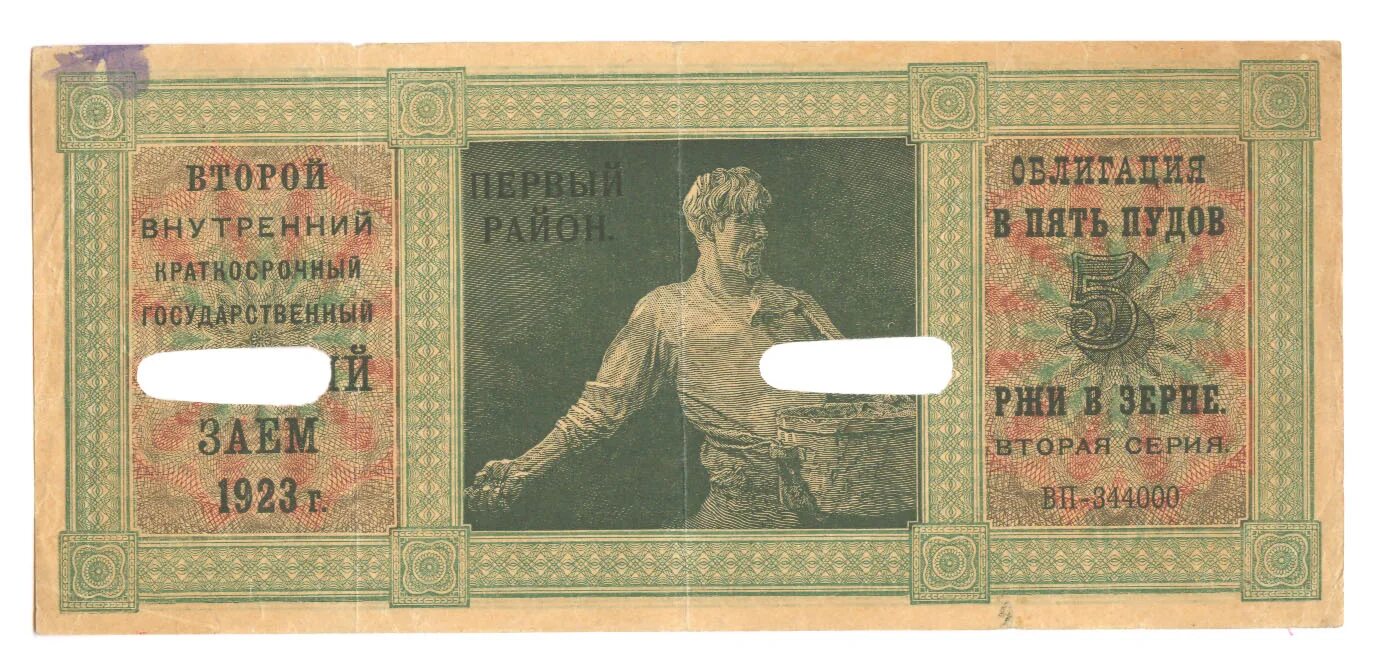 ВТОРОЙ
ВНУТРЕННИЙ
КРАТКОСРОЧНЫЙ
ГОСУДАРСТВЕННЫЙ
ЗАЕМ
1923 г.
ПЕРВЫЙ
РАЙОН.
ОБЛИГАЦИЯ
В ПЯТЬ ПУДОВ
5
РЖИ В ЗЕРНЕ.
ВТОРАЯ СЕРИЯ.
ВП-344000